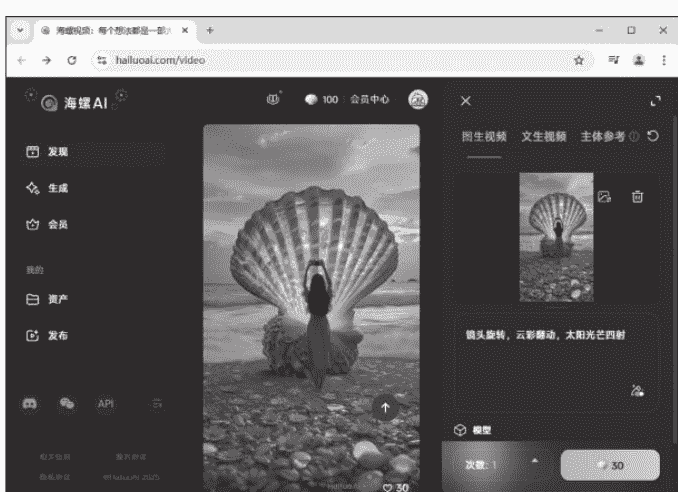 海螺视频：每个想法都是一部大
hailuoai.com/video
海螺AI
100 会员中心
发现
生成
会员
我的
资产
发布
API
图生视频 文生视频 主体参考
镜头旋转，云彩翻动，太阳光芒四射
模型
次数: 1
30
30